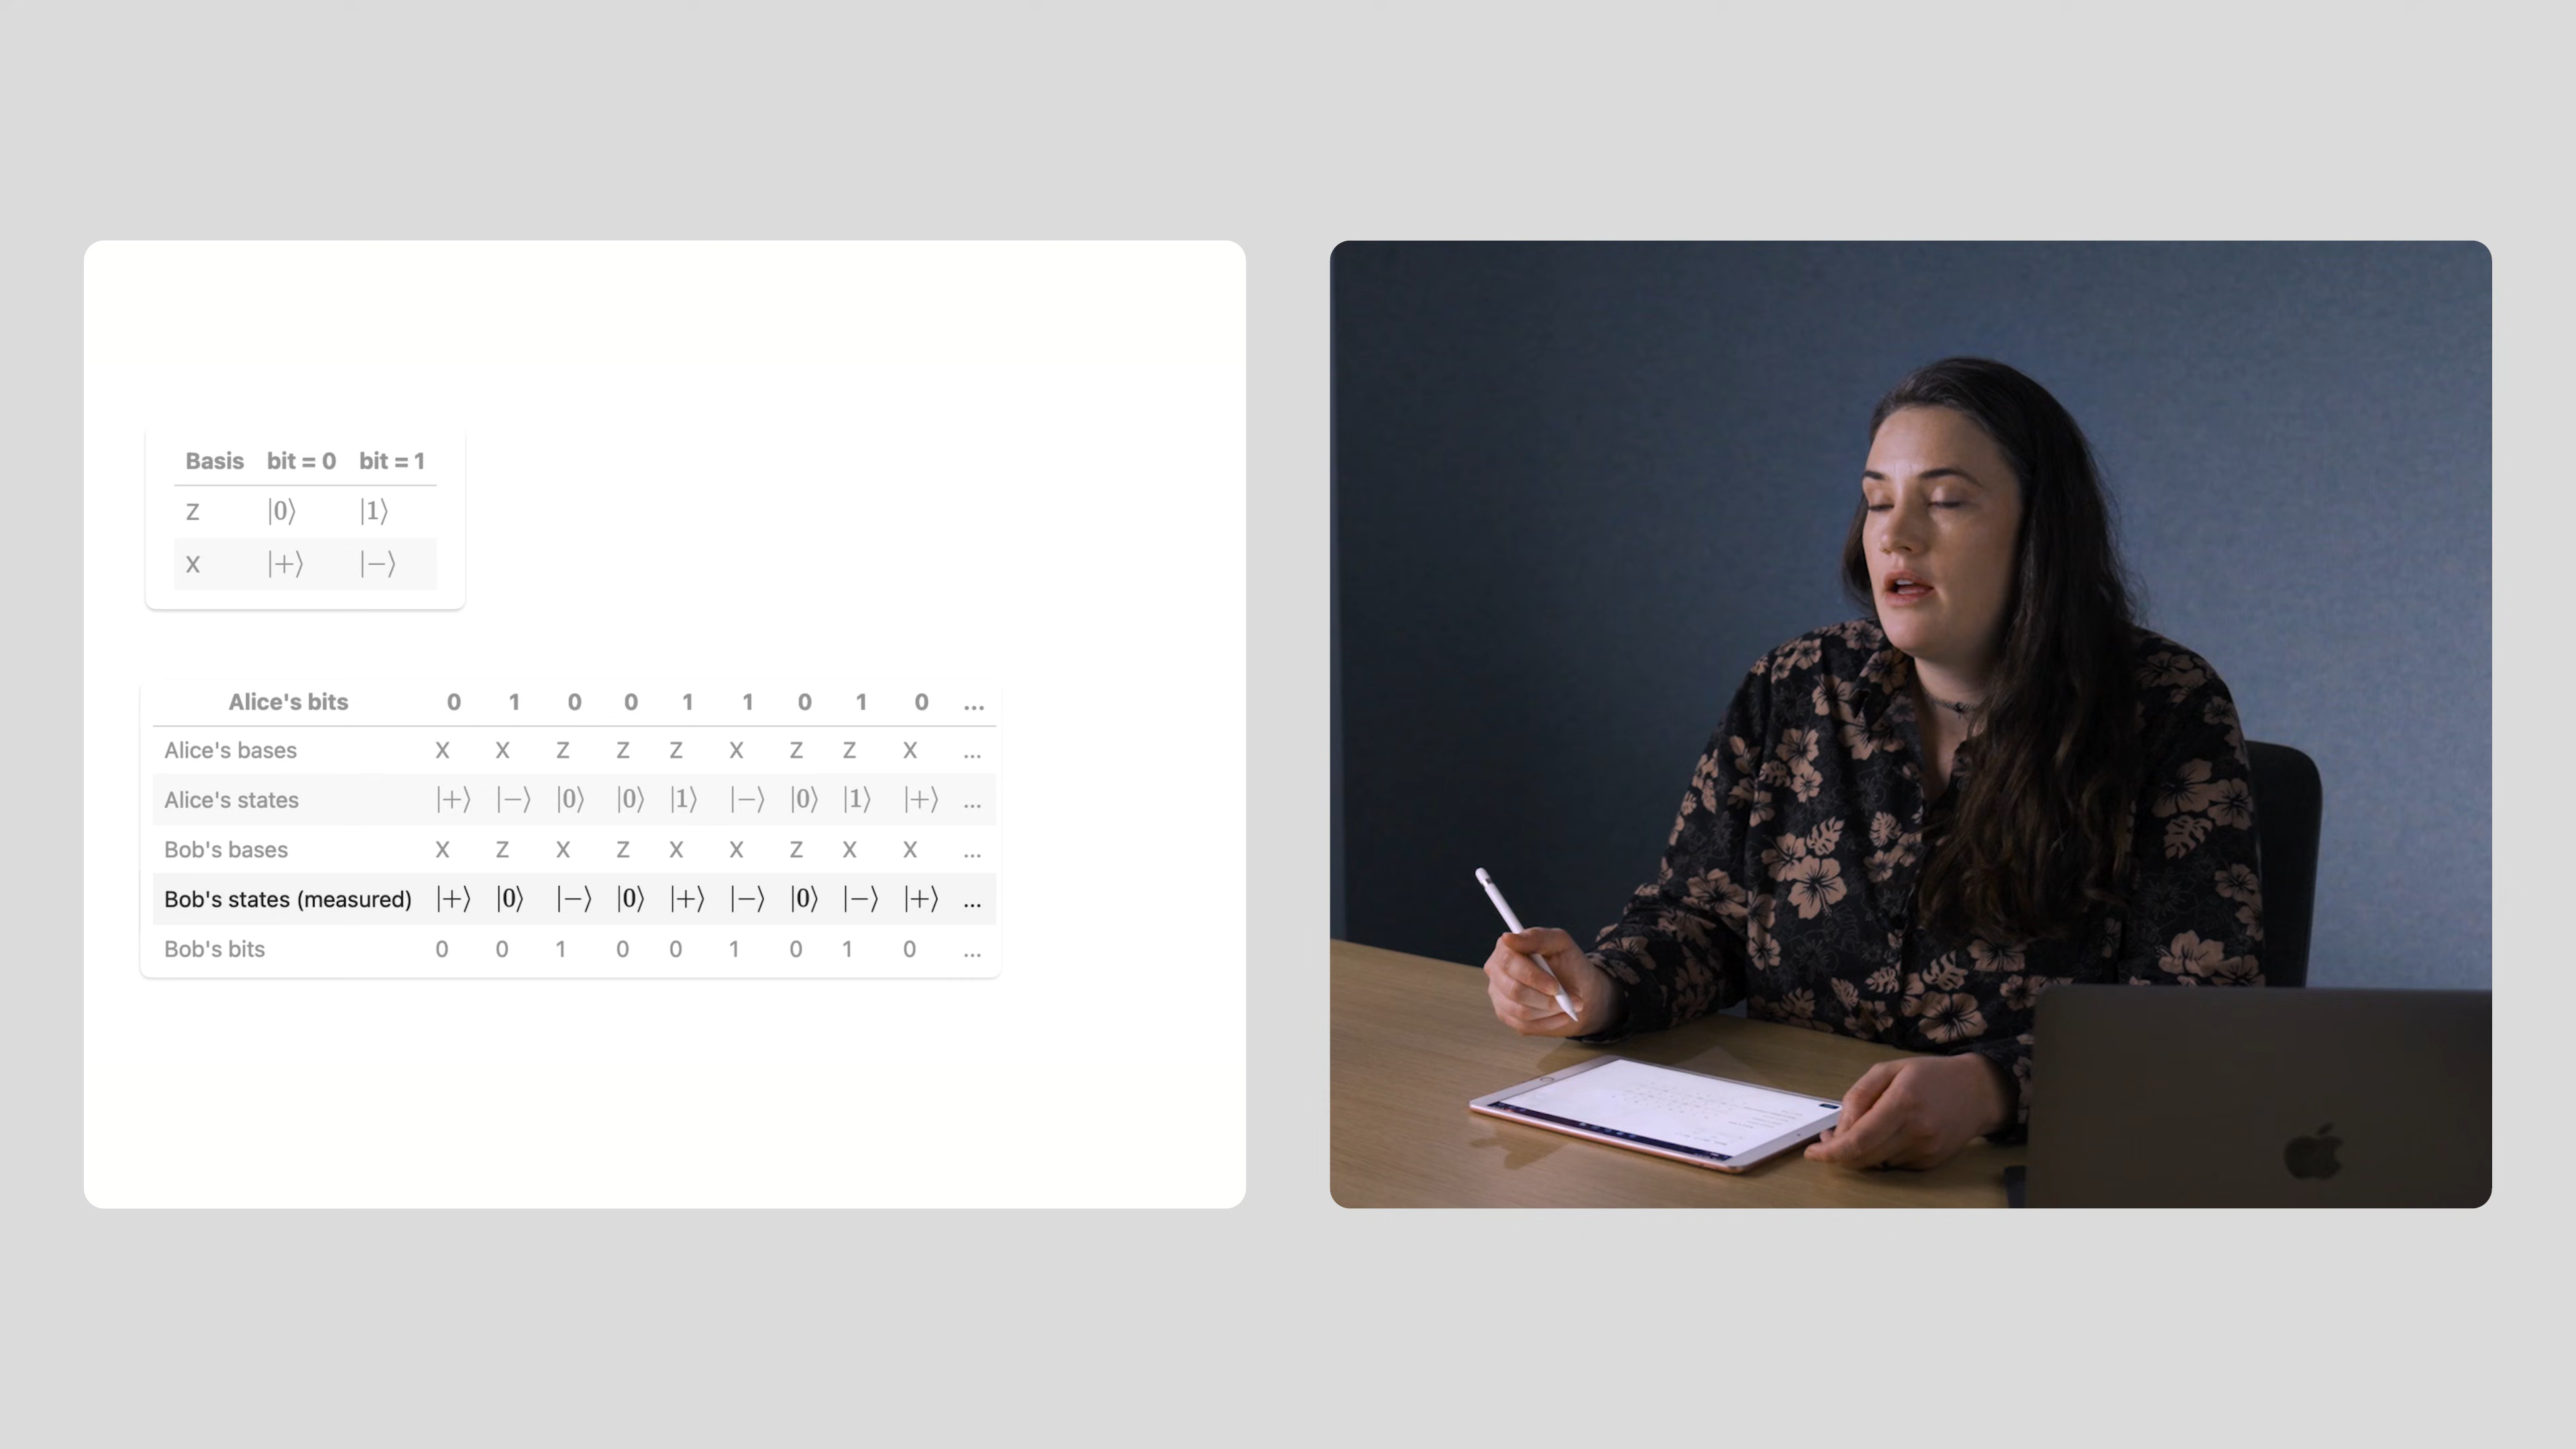 Basis bit = 0 bit = 1
Z |0⟩ |1⟩
X |+⟩ |−⟩
Alice's bits 0 1 0 0 1 1 0 1 0 ...
Alice's bases X X Z Z Z X Z Z X ...
Alice's states |+⟩ |−⟩ |0⟩ |0⟩ |1⟩ |−⟩ |0⟩ |1⟩ |+⟩ ...
Bob's bases X Z X Z X X Z X X ...
Bob's states (measured) |+⟩ |0⟩ |−⟩ |0⟩ |+⟩ |−⟩ |0⟩ |−⟩ |+⟩ ...
Bob's bits 0 0 1 0 0 1 0 1 0 ...